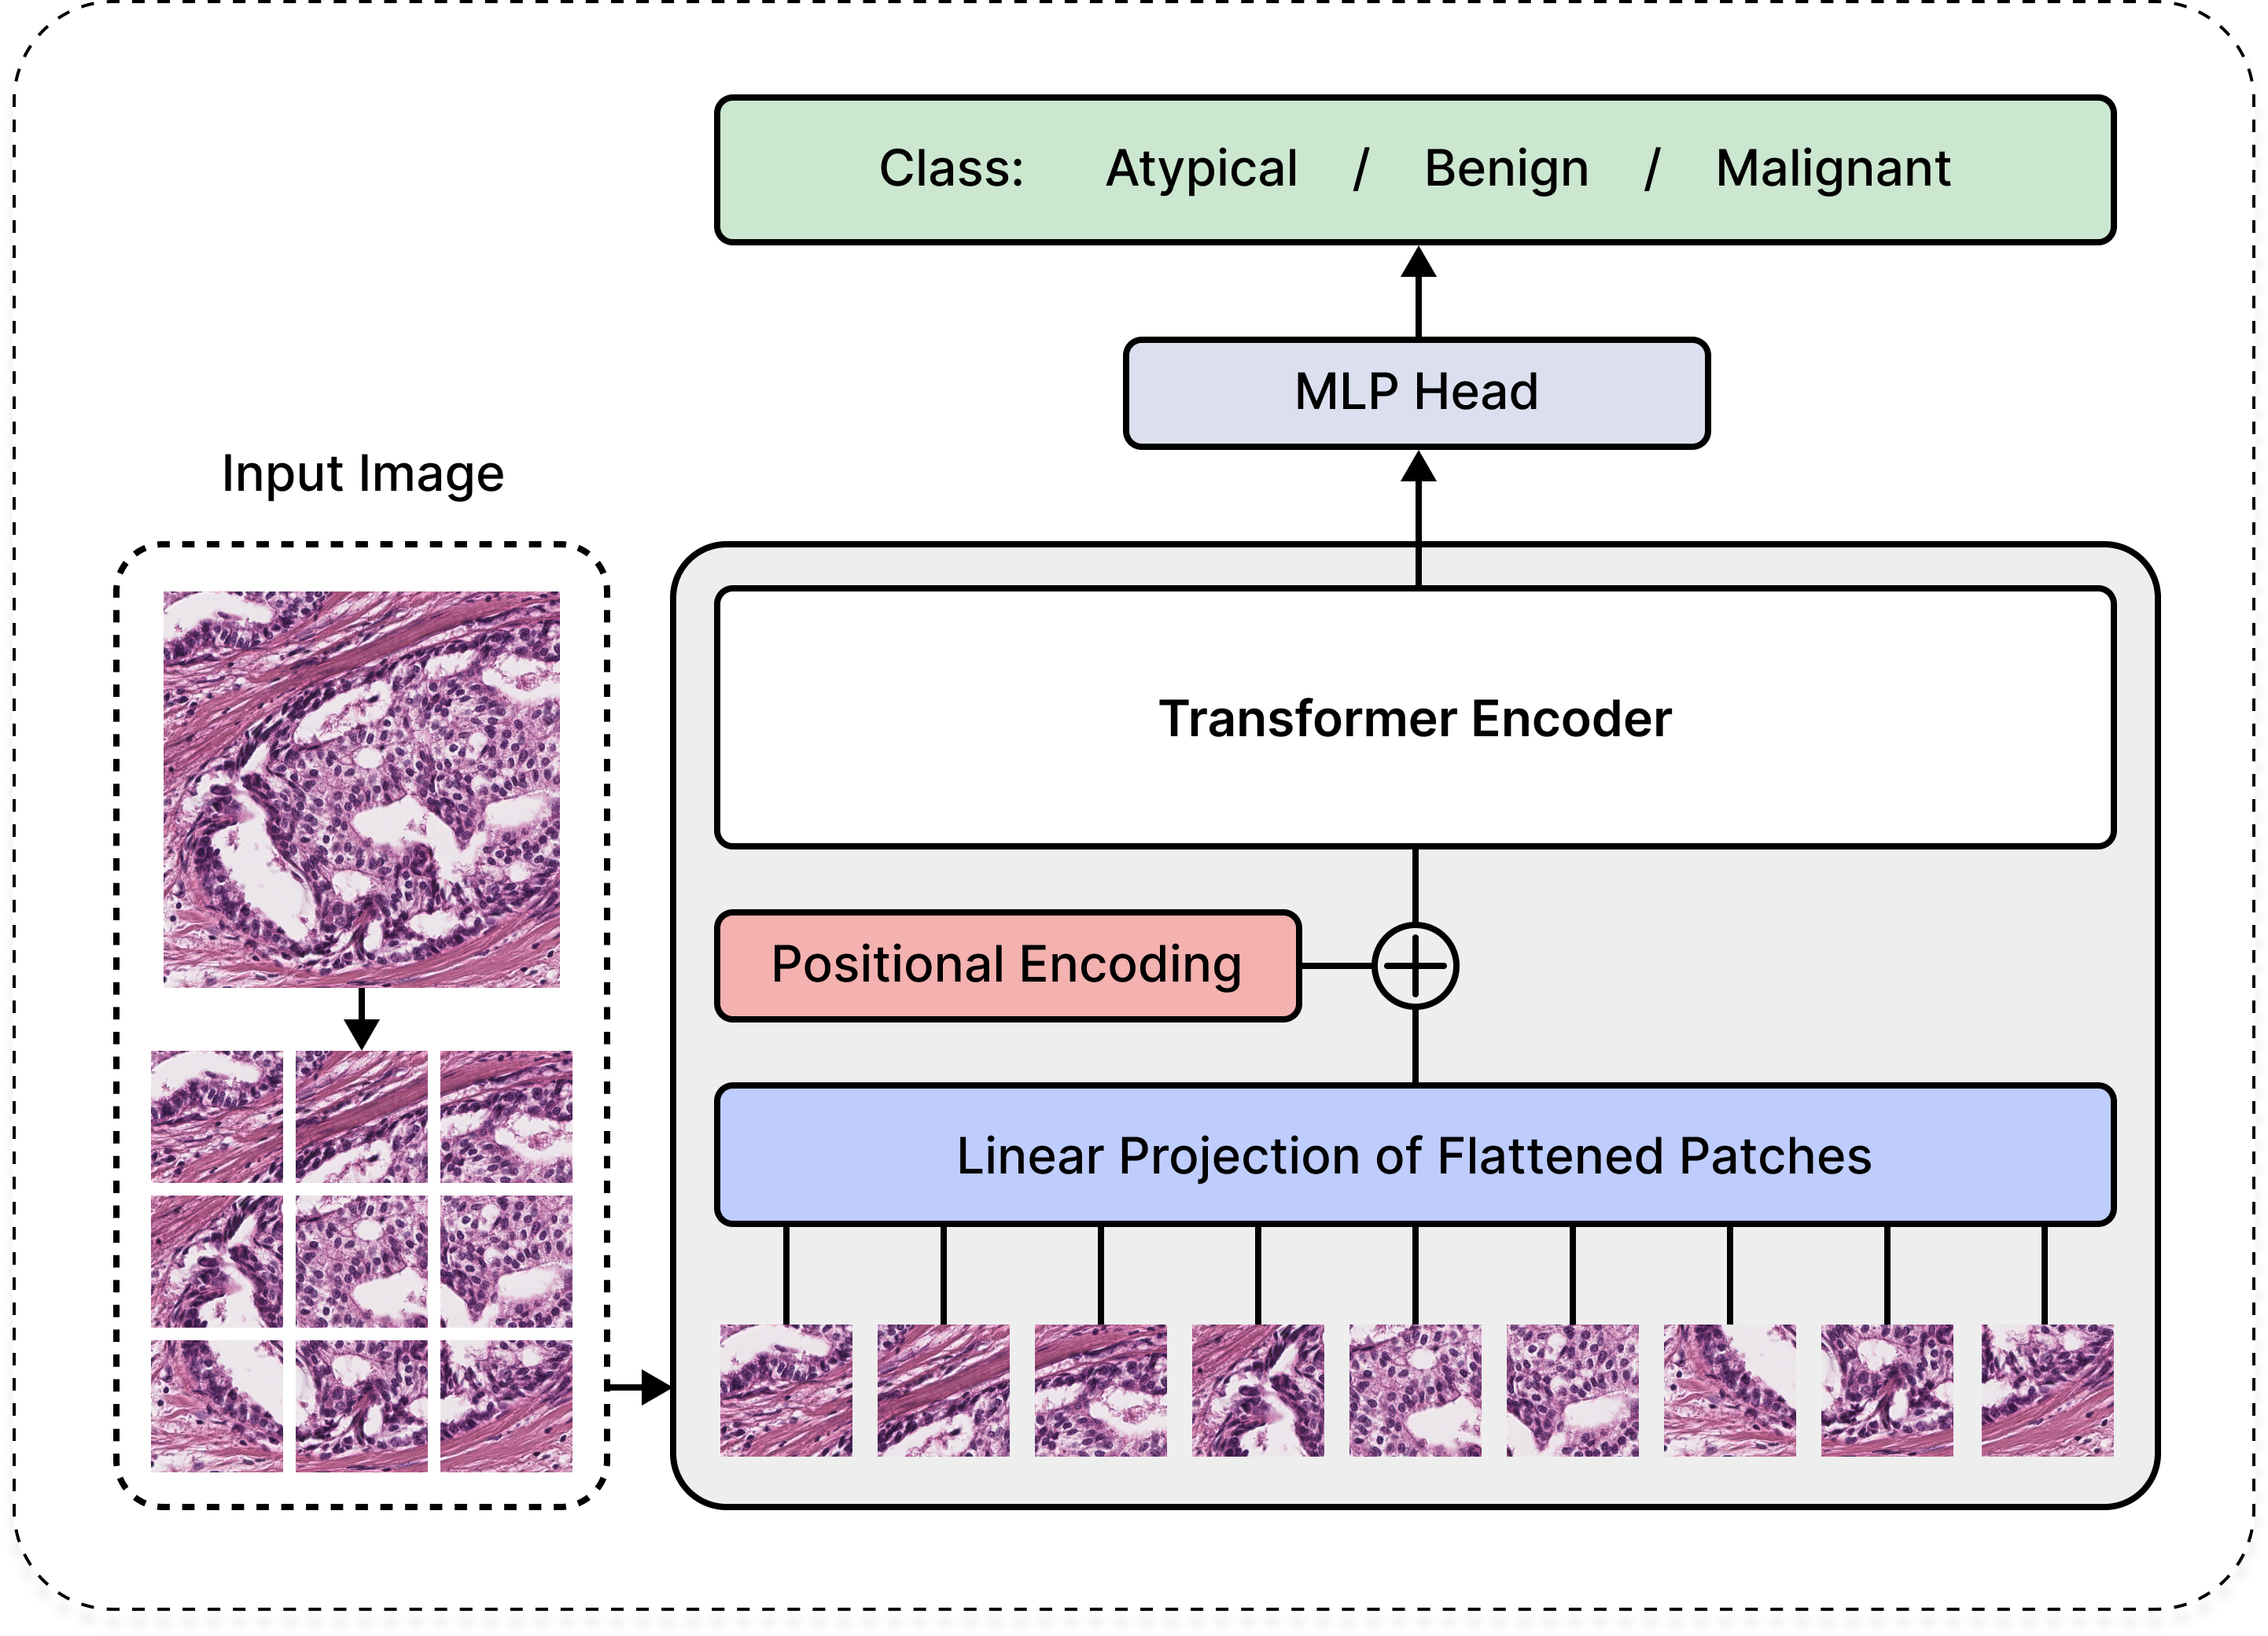 Class: Atypical / Benign / Malignant
MLP Head
Input Image
Transformer Encoder
Positional Encoding
Linear Projection of Flattened Patches